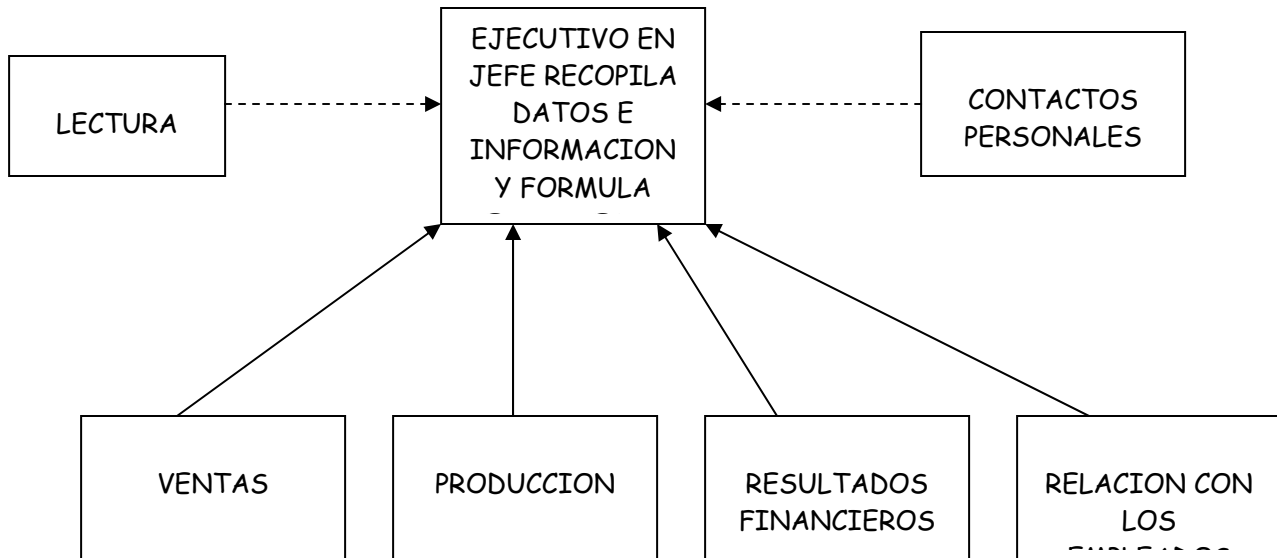 EJECUTIVO EN
JEFE RECOPILA
DATOS E
INFORMACION
Y FORMULA
LECTURA
CONTACTOS
PERSONALES
VENTAS
PRODUCCION
RESULTADOS
FINANCIEROS
RELACION CON
LOS